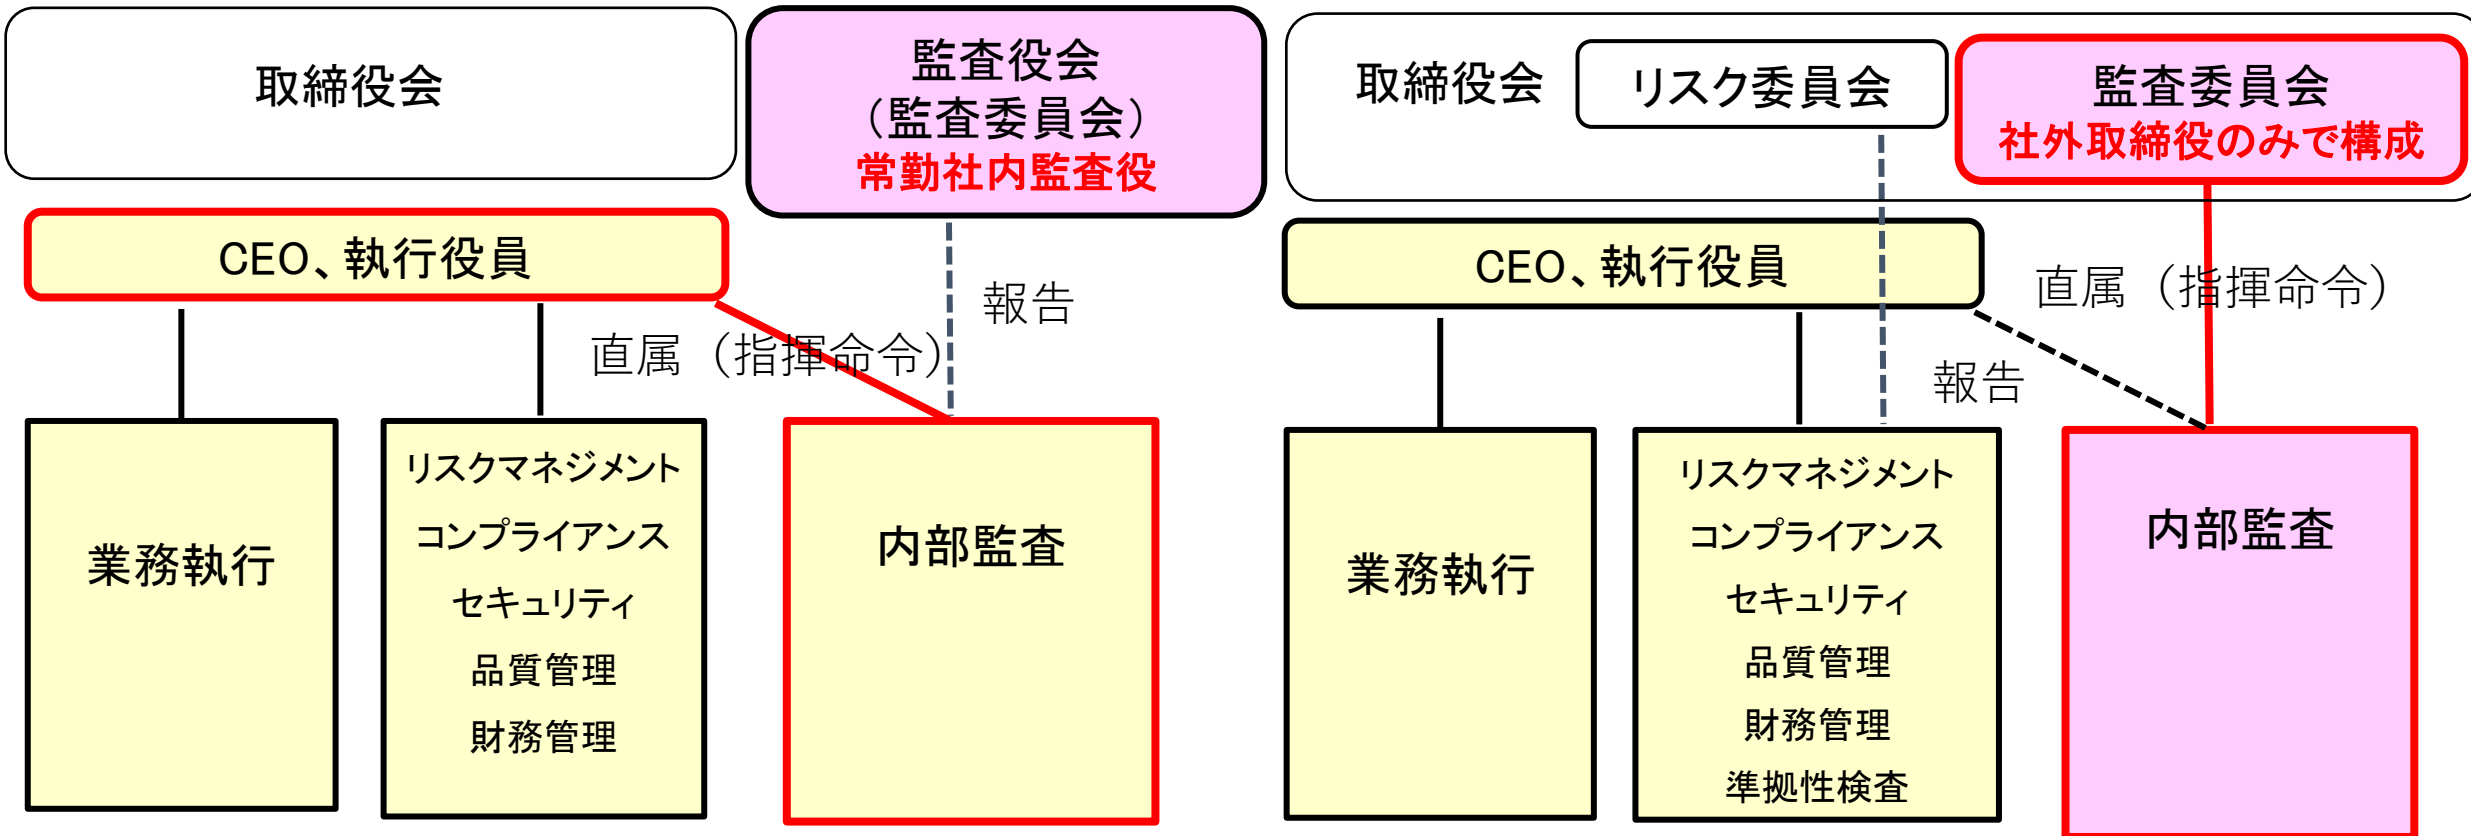 取締役会
監査役会
（監査委員会）
常勤社内監査役
CEO、執行役員
報告
直属（指揮命令）
業務執行
リスクマネジメント
コンプライアンス
セキュリティ
品質管理
財務管理
内部監査
取締役会
リスク委員会
監査委員会
社外取締役のみで構成
CEO、執行役員
直属（指揮命令）
報告
業務執行
リスクマネジメント
コンプライアンス
セキュリティ
品質管理
財務管理
準拠性検査
内部監査